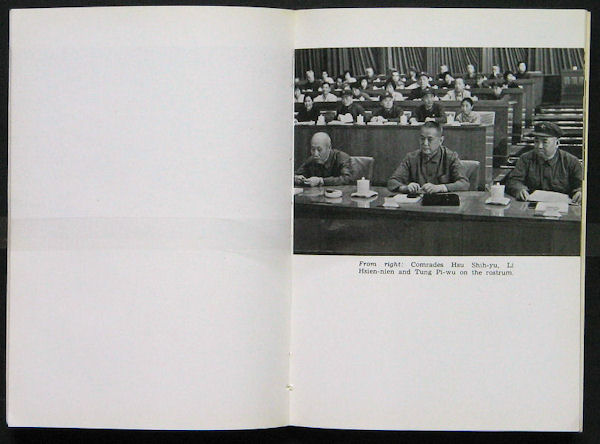 From right: Comrades Hsu Shih-yu, Li
Hsien-nien and Tung Pi-wu on the rostrum.